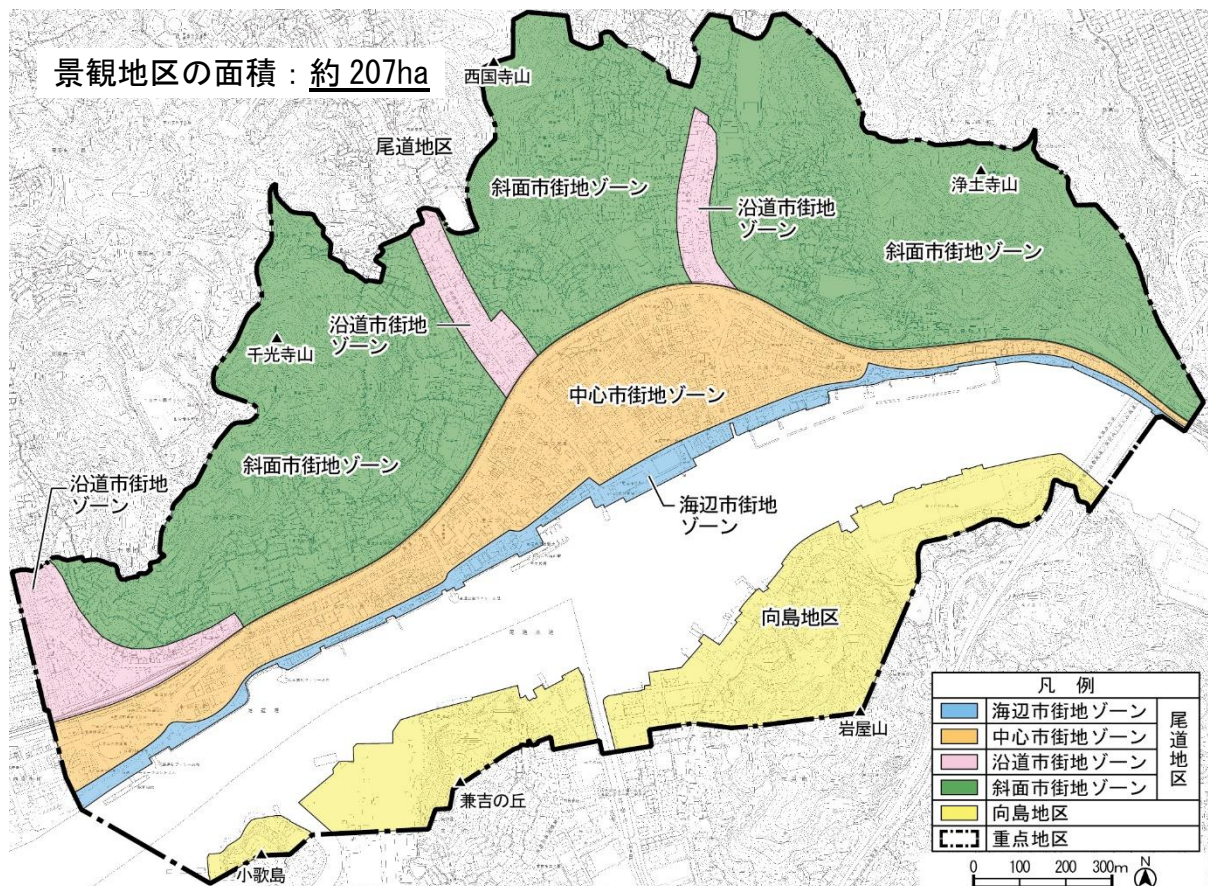 景観地区の面積：約 207ha
西国寺山
尾道地区
斜面市街地ゾーン
浄土寺山
沿道市街地
ゾーン
斜面市街地ゾーン
沿道市街地
ゾーン
千光寺山
中心市街地ゾーン
斜面市街地ゾーン
沿道市街地
ゾーン
海辺市街地
ゾーン
向島地区
岩屋山
兼吉の丘
小歌島
凡 例
海辺市街地ゾーン
中心市街地ゾーン
沿道市街地ゾーン
斜面市街地ゾーン
尾道地区
向島地区
重点地区
0 100 200 300m
N